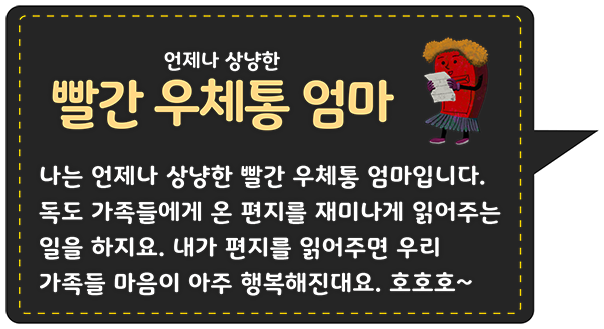 언제나 상냥한
빨간 우체통 엄마
나는 언제나 상냥한 빨간 우체통 엄마입니다.
독도 가족들에게 온 편지를 재미나게 읽어주는
일을 하지요. 내가 편지를 읽어주면 우리
가족들 마음이 아주 행복해진대요. 호호호~